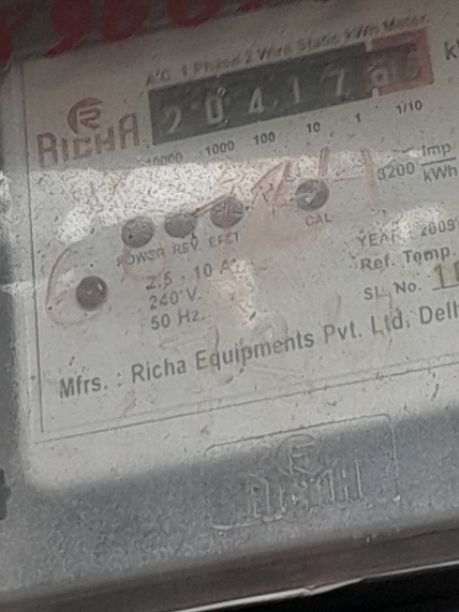 A/C. 1 Phase 2 Wire Static kWh Meter
2 0 4 1 7
RICHA
10000 1000 100 10 1 1/10
3200 Imp/kWh
CAL
POWER REV EFLT
YEAR : 2009
Ref. Temp.
2.5 - 10 A
240 V.
SL No.
50 Hz.
Mfrs. : Richa Equipments Pvt. Ltd. Delh
RICHA